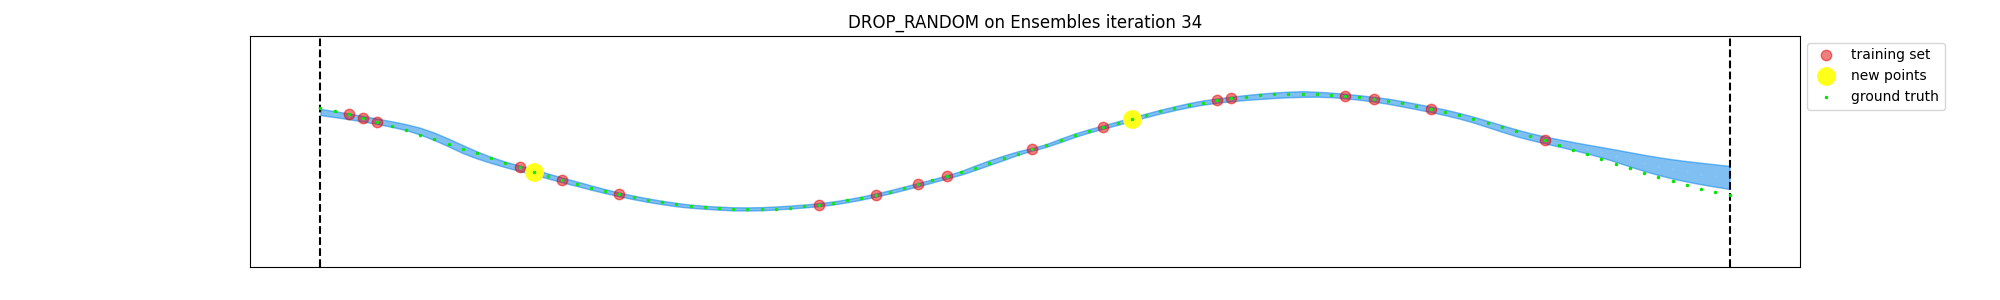 DROP_RANDOM on Ensembles iteration 34
training set
new points
ground truth